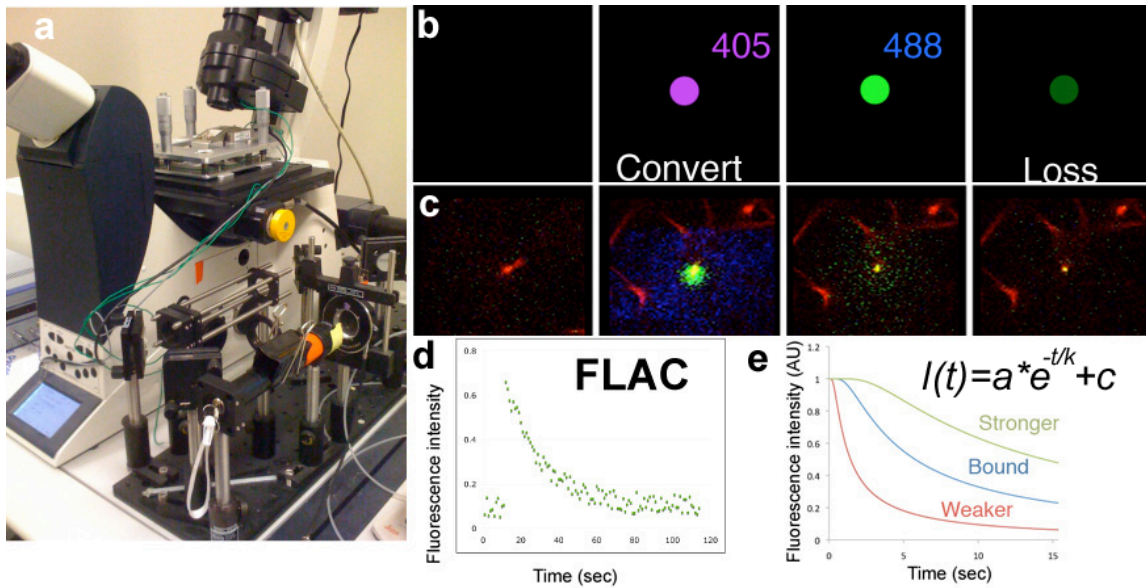 a
b
405
488
Convert
Loss
c
d
FLAC
0.8
0.6
0.4
0.2
0
0
20
40
60
80
100
120
Fluorescence intensity
Time (sec)
e
I(t)=a*e^-t/k+c
Stronger
Bound
Weaker
1.2
1
0.8
0.6
0.4
0.2
0
0
5
10
15
Fluorescence intensity (AU)
Time (sec)